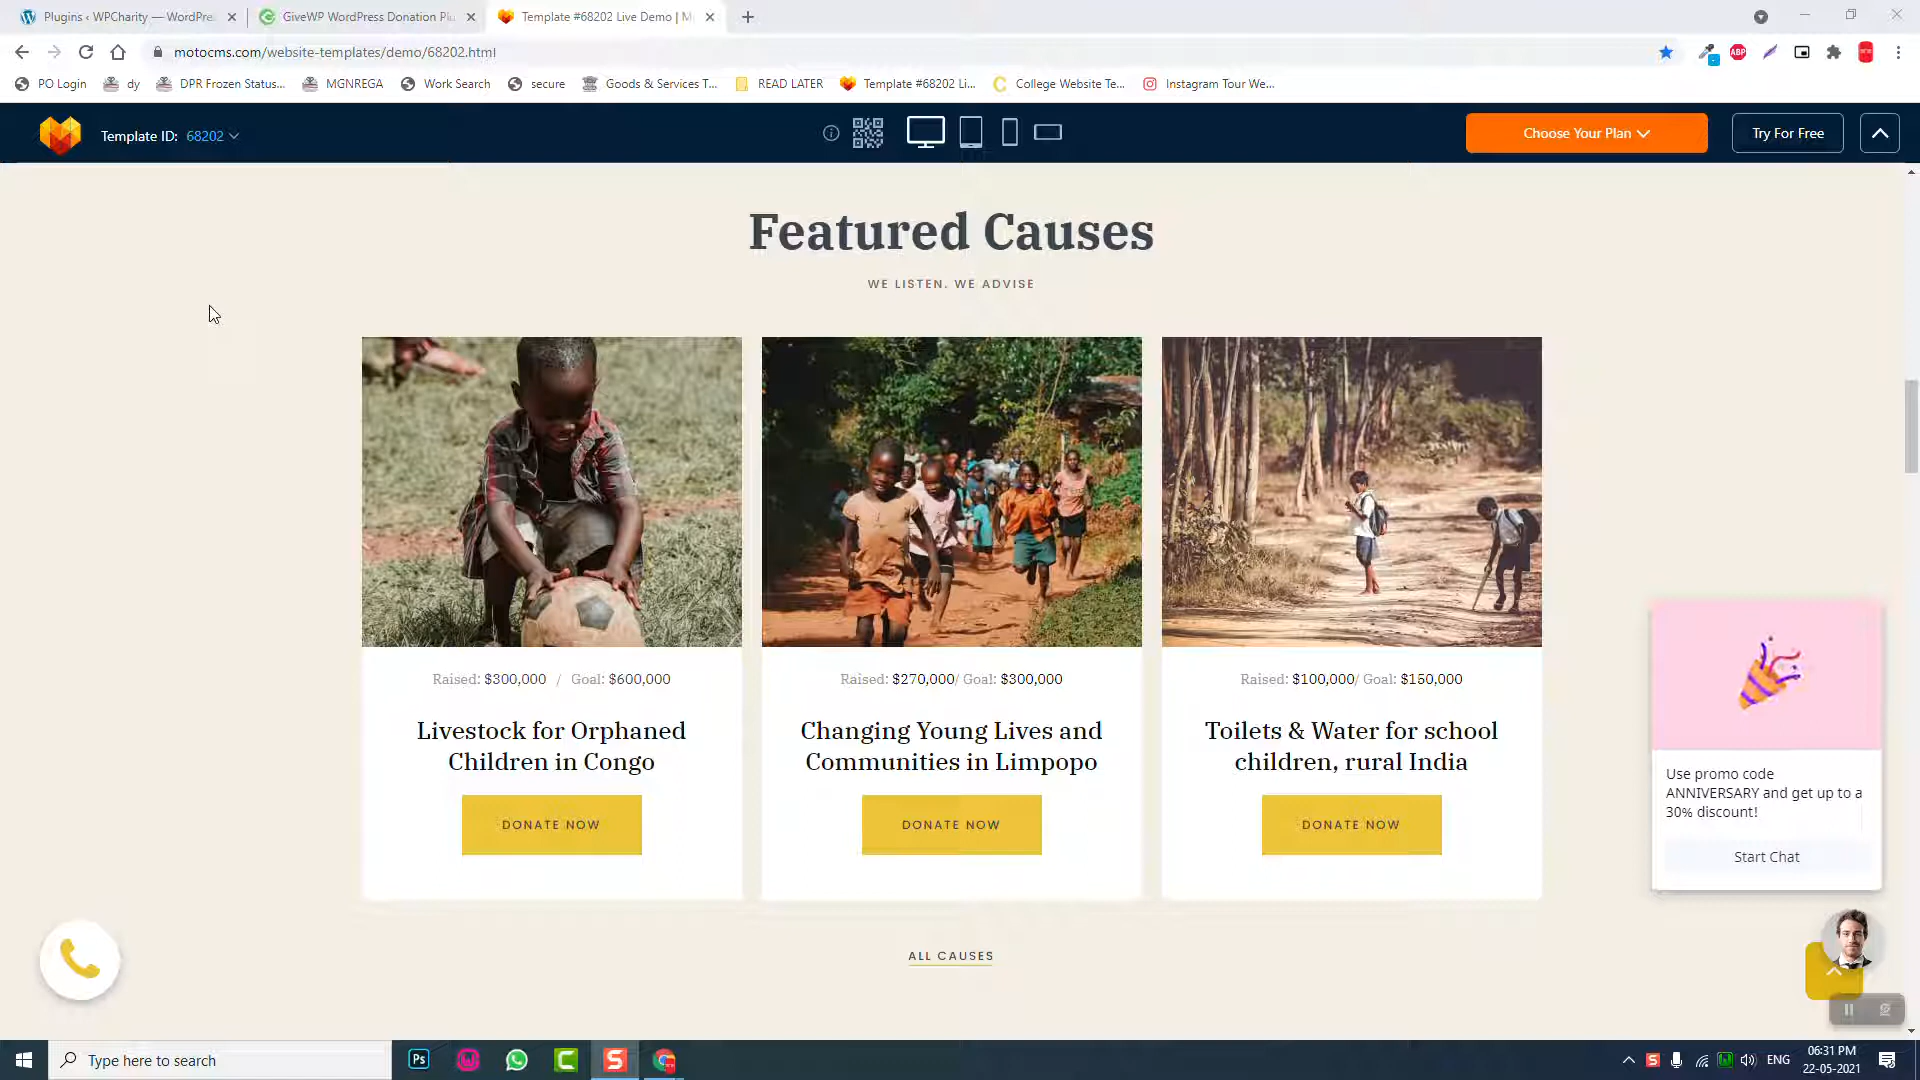 Plugins ‹ WPCharity — WordPre
GiveWP WordPress Donation Plu
Template #68202 Live Demo | M
motocms.com/website-templates/demo/68202.html
PO Login
dy
DPR Frozen Status...
MGNREGA
Work Search
secure
Goods & Services T...
READ LATER
Template #68202 Li...
College Website Te...
Instagram Tour We...
ABP
Template ID: 68202
Choose Your Plan
Try For Free
Featured Causes
WE LISTEN. WE ADVISE
Raised: $300,000 / Goal: $600,000
Livestock for Orphaned
Children in Congo
DONATE NOW
Raised: $270,000/ Goal: $300,000
Changing Young Lives and
Communities in Limpopo
DONATE NOW
Raised: $100,000/ Goal: $150,000
Toilets & Water for school
children, rural India
DONATE NOW
Use promo code
ANNIVERSARY and get up to a
30% discount!
Start Chat
ALL CAUSES
Type here to search
Ps
ENG
06:31 PM
22-05-2021